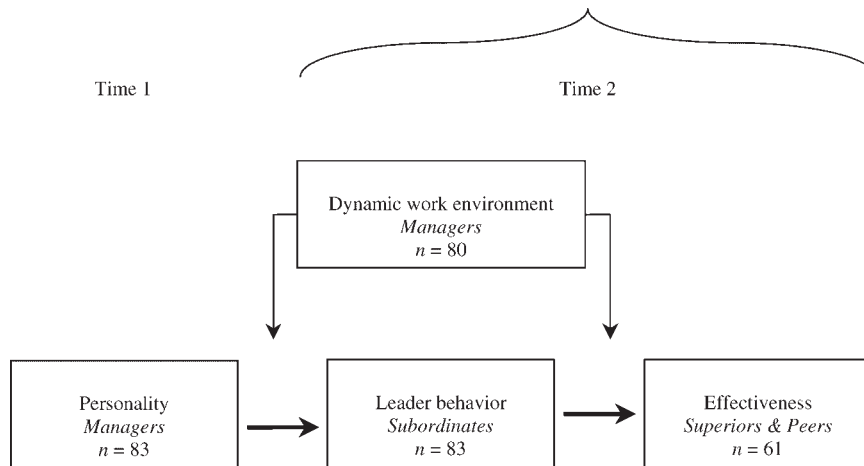 Time 1
Time 2
Dynamic work environment
Managers
n = 80
Personality
Managers
n = 83
Leader behavior
Subordinates
n = 83
Effectiveness
Superiors & Peers
n = 61